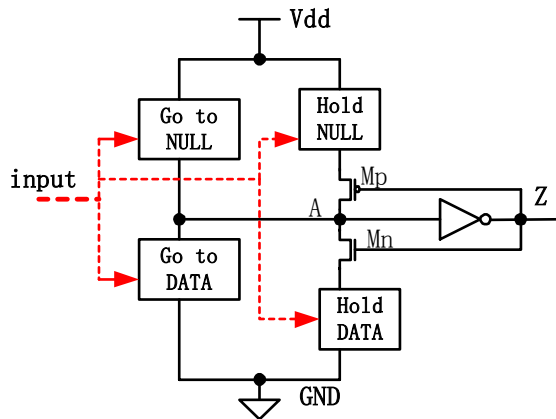 Vdd
Go to
NULL
Hold
NULL
input
Mp
A
Z
Mn
Go to
DATA
Hold
DATA
GND